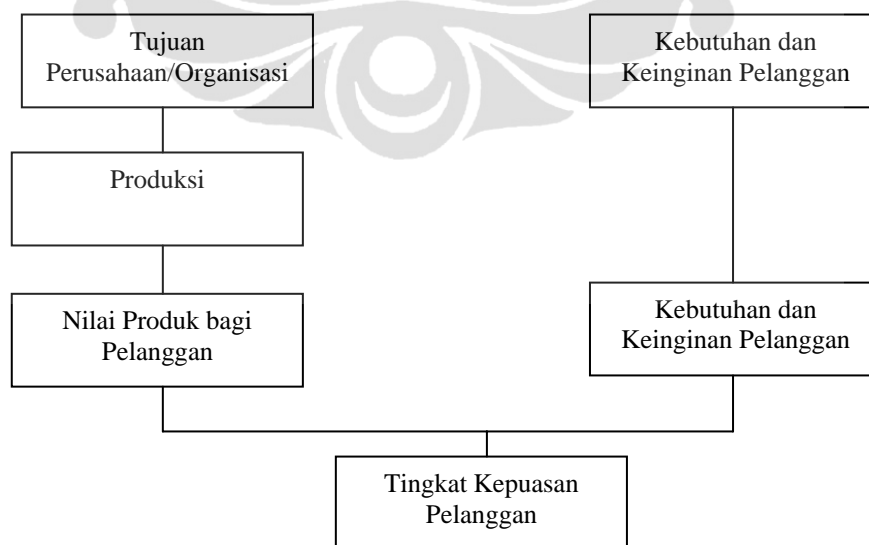 Tujuan
Perusahaan/Organisasi
Kebutuhan dan
Keinginan Pelanggan
Produksi
Nilai Produk bagi
Pelanggan
Kebutuhan dan
Keinginan Pelanggan
Tingkat Kepuasan
Pelanggan